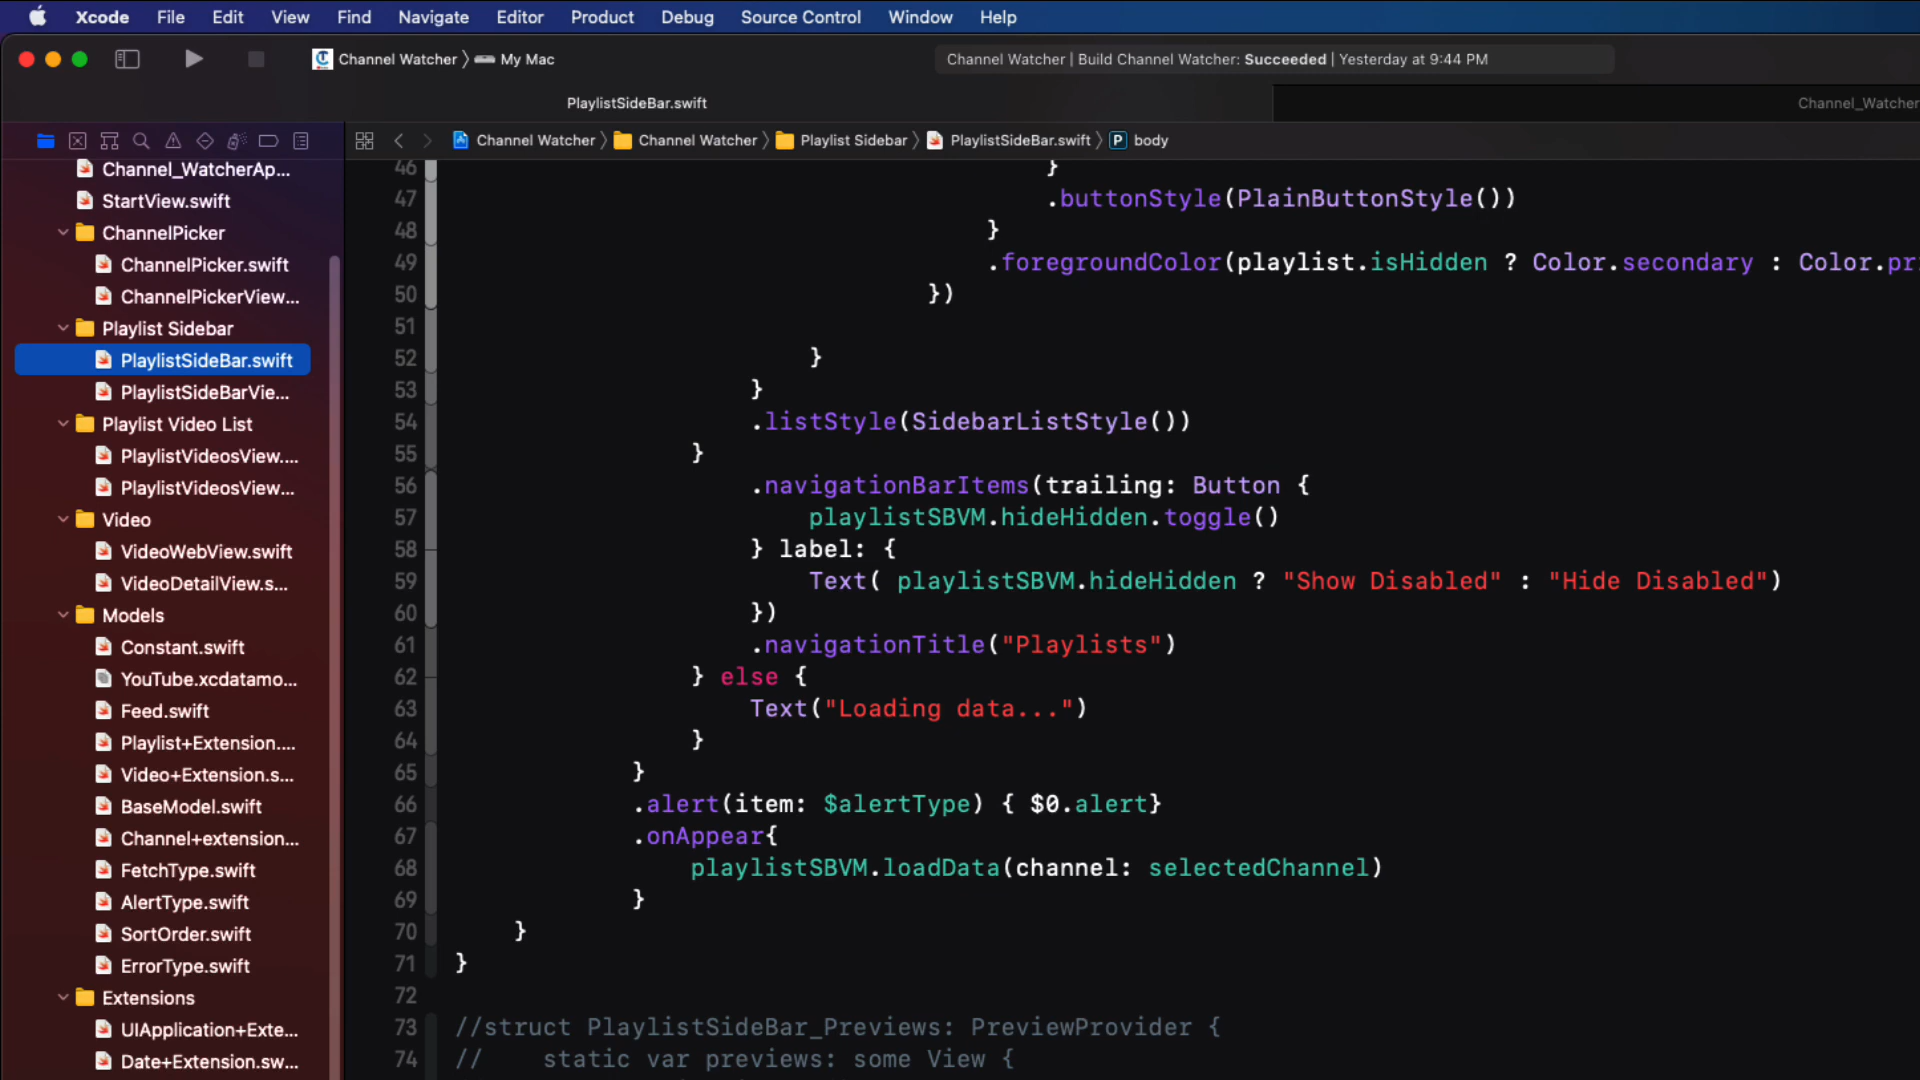 Xcode File Edit View Find Navigate Editor Product Debug Source Control Window Help
Channel Watcher My Mac
Channel Watcher | Build Channel Watcher: Succeeded | Yesterday at 9:44 PM
PlaylistSideBar.swift
Channel_Watcher
Channel Watcher Channel Watcher Playlist Sidebar PlaylistSideBar.swift P body
Channel_WatcherAp...
StartView.swift
ChannelPicker
ChannelPicker.swift
ChannelPickerView...
Playlist Sidebar
PlaylistSideBar.swift
PlaylistSideBarVie...
Playlist Video List
PlaylistVideosView....
PlaylistVideosView...
Video
VideoWebView.swift
VideoDetailView.s...
Models
Constant.swift
YouTube.xcdatamo...
Feed.swift
Playlist+Extension....
Video+Extension.s...
BaseModel.swift
Channel+extension...
FetchType.swift
AlertType.swift
SortOrder.swift
ErrorType.swift
Extensions
UIApplication+Exte...
Date+Extension.sw...
46 }
47 .buttonStyle(PlainButtonStyle())
48 }
49 .foregroundColor(playlist.isHidden ? Color.secondary : Color.pr
50 })
51
52 }
53 }
54 .listStyle(SidebarListStyle())
55 }
56 .navigationBarItems(trailing: Button {
57 playlistSBVM.hideHidden.toggle()
58 } label: {
59 Text( playlistSBVM.hideHidden ? "Show Disabled" : "Hide Disabled")
60 })
61 .navigationTitle("Playlists")
62 } else {
63 Text("Loading data...")
64 }
65 }
66 .alert(item: $alertType) { $0.alert}
67 .onAppear{
68 playlistSBVM.loadData(channel: selectedChannel)
69 }
70 }
71 }
72
73 //struct PlaylistSideBar_Previews: PreviewProvider {
74 // static var previews: some View {